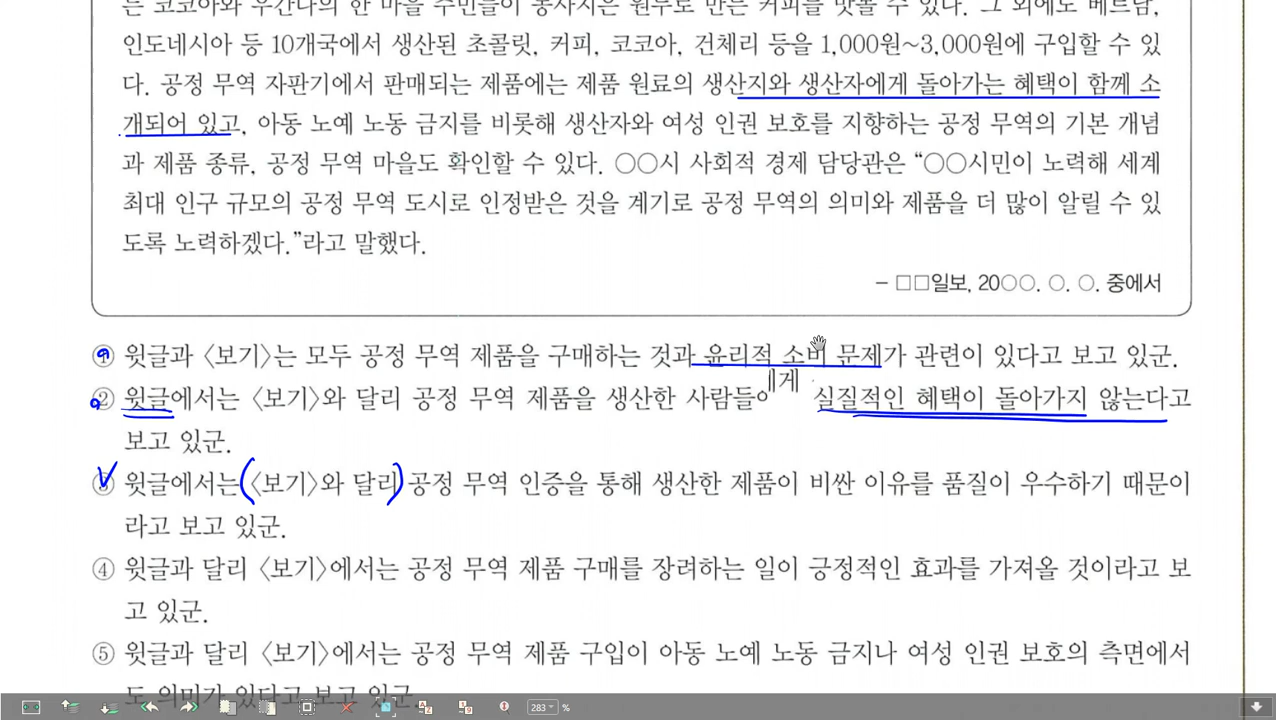 는 코코아와 우간다의 한 마을 주민들이 농사지은 원두로 만든 커피를 맛볼 수 있다. 그 외에도 베트남,
인도네시아 등 10개국에서 생산된 초콜릿, 커피, 코코아, 건체리 등을 1,000원~3,000원에 구입할 수 있
다. 공정 무역 자판기에서 판매되는 제품에는 제품 원료의 생산지와 생산자에게 돌아가는 혜택이 함께 소
개되어 있고, 아동 노예 노동 금지를 비롯해 생산자와 여성 인권 보호를 지향하는 공정 무역의 기본 개념
과 제품 종류, 공정 무역 마을도 확인할 수 있다. ○○시 사회적 경제 담당관은 “○○시민이 노력해 세계
최대 인구 규모의 공정 무역 도시로 인정받은 것을 계기로 공정 무역의 의미와 제품을 더 많이 알릴 수 있
도록 노력하겠다.”라고 말했다.
- □□일보, 20○○. ○. ○. 중에서
① 윗글과 〈보기〉는 모두 공정 무역 제품을 구매하는 것과 윤리적 소비 문제가 관련이 있다고 보고 있군.
② 윗글에서는 〈보기〉와 달리 공정 무역 제품을 생산한 사람들에게 실질적인 혜택이 돌아가지 않는다고
보고 있군.
③ 윗글에서는 〈보기〉와 달리 공정 무역 인증을 통해 생산한 제품이 비싼 이유를 품질이 우수하기 때문이
라고 보고 있군.
④ 윗글과 달리 〈보기〉에서는 공정 무역 제품 구매를 장려하는 일이 긍정적인 효과를 가져올 것이라고 보
고 있군.
⑤ 윗글과 달리 〈보기〉에서는 공정 무역 제품 구입이 아동 노예 노동 금지나 여성 인권 보호의 측면에서
도 의미가 있다고 보고 있군.
283 %